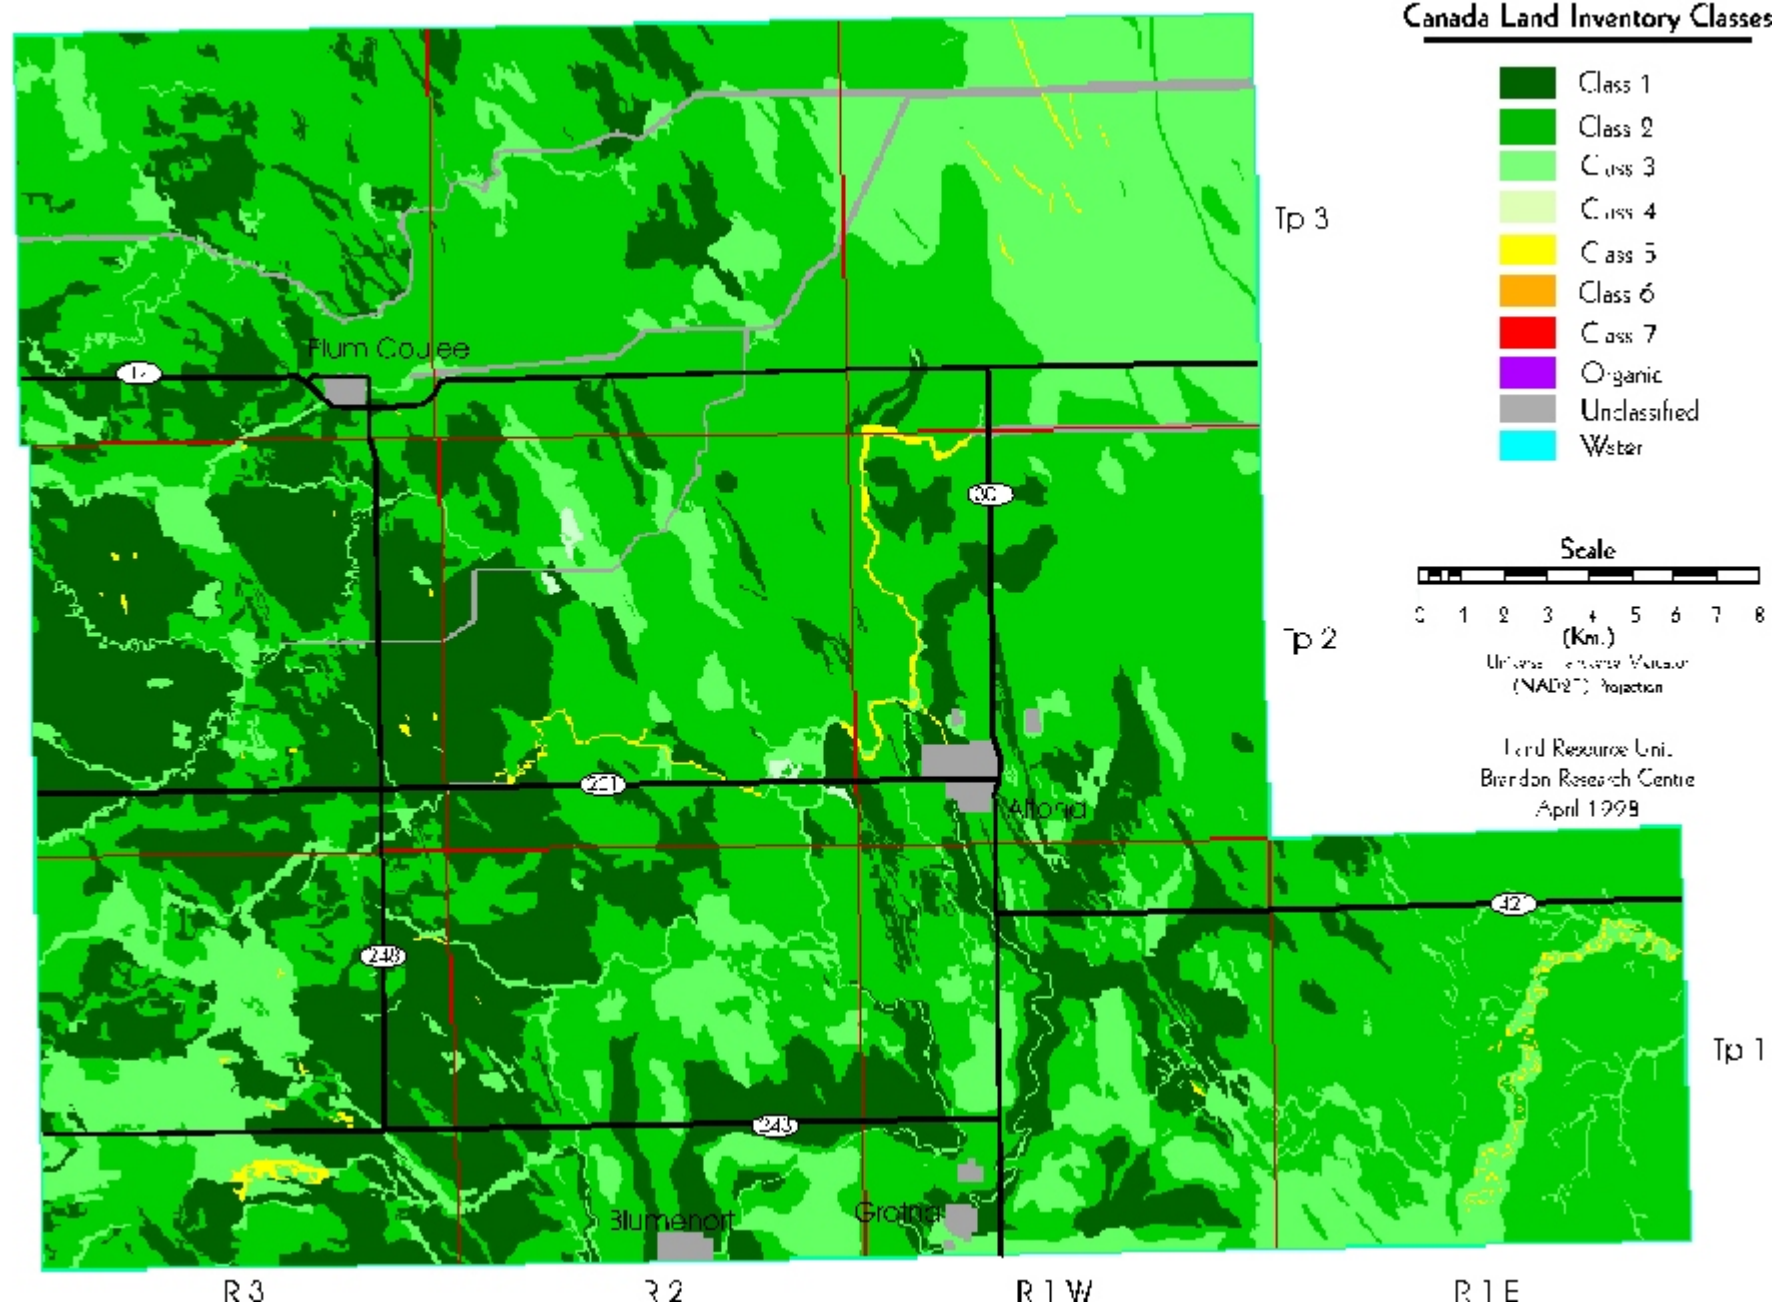 Canada Land Inventory Classes
Class 1
Class 2
Class 3
Class 4
Class 5
Class 6
Class 7
Organic
Unclassified
Water
Scale
0 1 2 3 4 5 6 7 8
(Km.)
Projection
Land Resource Unit
Brandon Research Centre
April 1998
Tp 3
Tp 2
Tp 1
Plum Coulee
201
Altona
42
248
243
Blumenort
Gretna
R 3
R 2
R 1 W
R 1 E